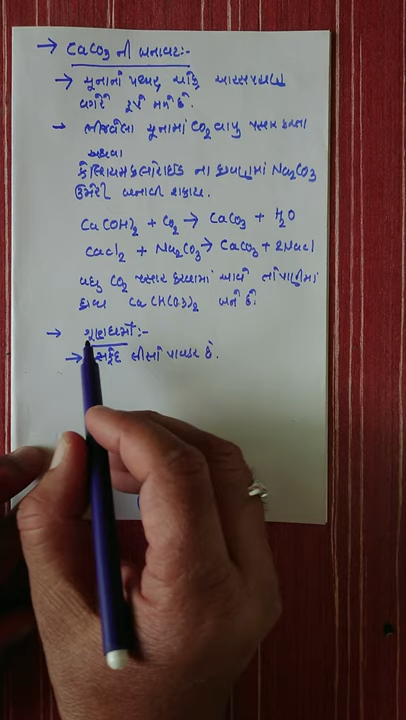 → CaCO3 ની બનાવટ:-
→ ચૂનાનો પથ્થર, ચોક, આરસપહાણ
વગેરે રૂપે મળે છે.
→ ભીંજવેલા ચૂનામાં CO2 વાયુ પસાર કરતા
અથવા
કેલ્શિયમક્લોરાઇડ ના દ્રાવણમાં Na2CO3
ઉમેરી બનાવી શકાય.
Ca(OH)2 + CO2 → CaCO3 + H2O
CaCl2 + Na2CO3 → CaCO3 + 2NaCl
વધુ CO2 પસાર કરવામાં આવે તો પાણીમાં
દ્રાવ્ય Ca(HCO3)2 બને છે.
→ ગુણધર્મો:-
→ સફેદ લીસો પાવડર છે.